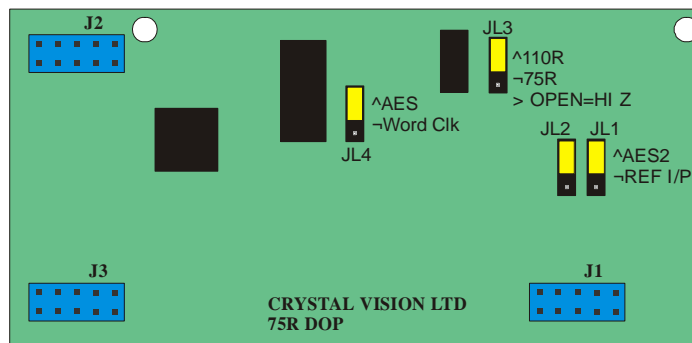 J2
JL3
^110R
¬75R
> OPEN=HI Z
^AES
¬Word Clk
JL4
JL2 JL1
^AES2
¬REF I/P
J3
J1
CRYSTAL VISION LTD
75R DOP